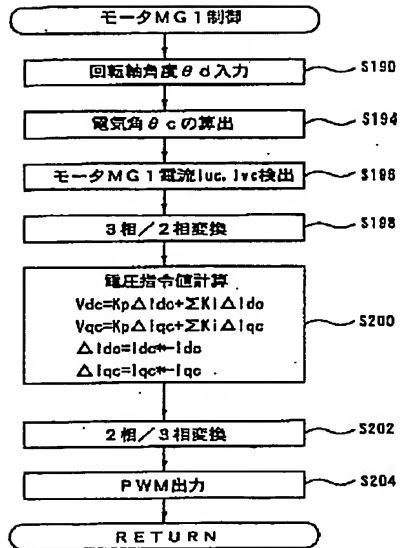 モータMG1制御
回転軸角度θd入力
S190
電気角θcの算出
S194
モータMG1電流Iuc, Ivc検出
S196
3相/2相変換
S198
電圧指令値計算
Vdc=KpΔIdc+ΣKiΔIdc
Vqc=KpΔIqc+ΣKiΔIqc
ΔIdc=Idc*-Idc
ΔIqc=Iqc*-Iqc
S200
2相/3相変換
S202
PWM出力
S204
RETURN